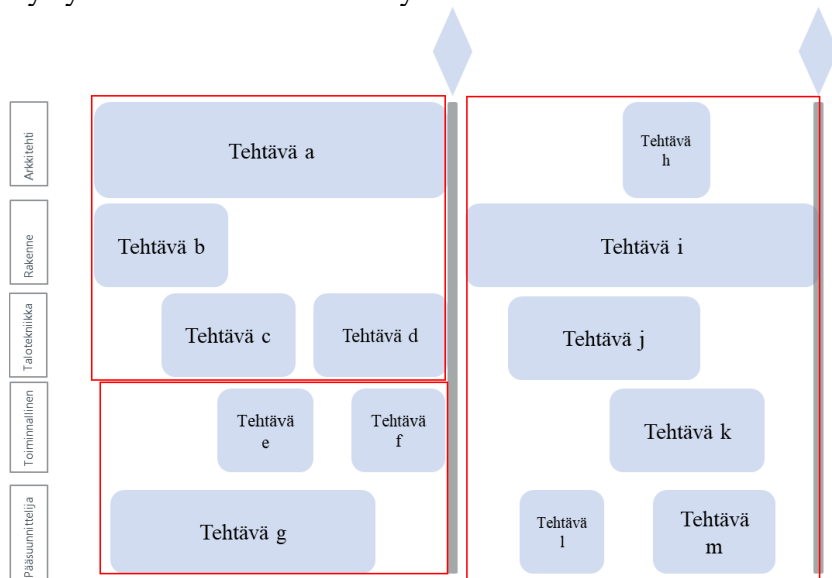 Arkkitehti
Tehtävä a
Tehtävä
h
Rakenne
Tehtävä b
Tehtävä i
Talotekniikka
Tehtävä c
Tehtävä d
Tehtävä j
Toiminnallinen
Tehtävä
e
Tehtävä
f
Tehtävä k
Pääsuunnittelija
Tehtävä g
Tehtävä
l
Tehtävä
m